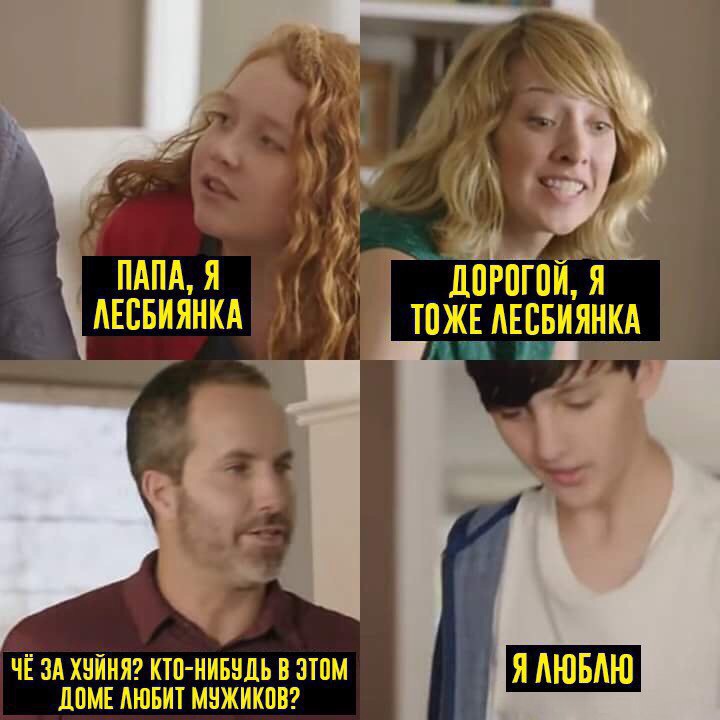 ПАПА, Я
ЛЕСБИЯНКА
ДОРОГОЙ, Я
ТОЖЕ ЛЕСБИЯНКА
ЧЁ ЗА ХУЙНЯ? КТО-НИБУДЬ В ЭТОМ
ДОМЕ ЛЮБИТ МУЖИКОВ?
Я ЛЮБЛЮ